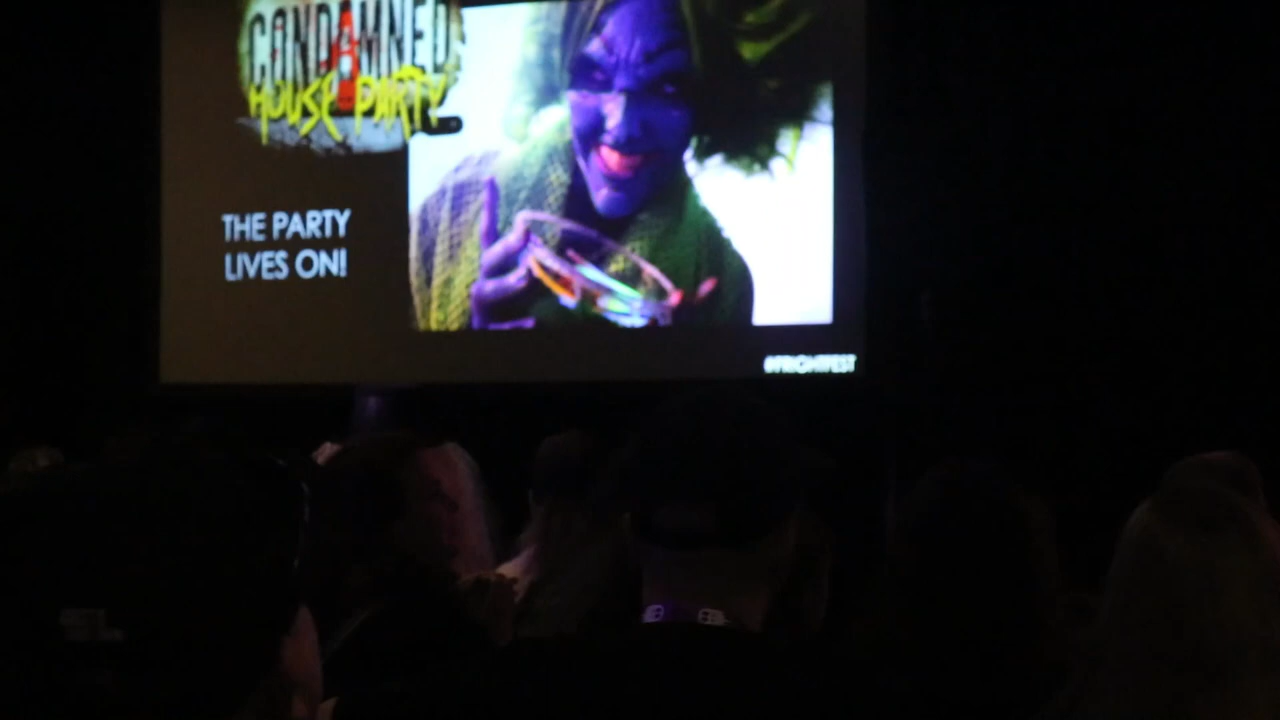 CONDAMNED
HOUSE PARTY
THE PARTY
LIVES ON!
#FRIGHTFEST